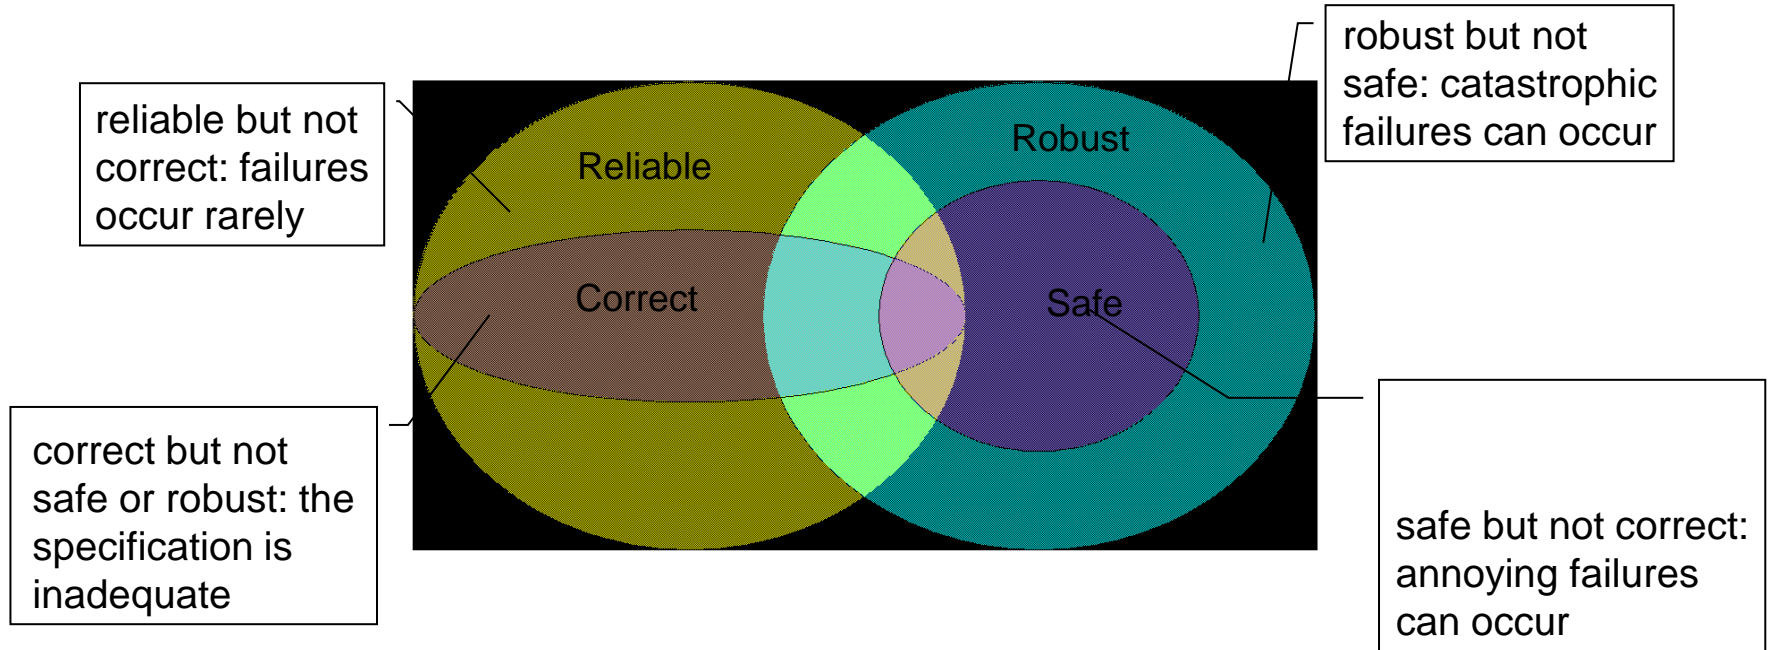 robust but not
safe: catastrophic
failures can occur
reliable but not
correct: failures
occur rarely
Reliable
Robust
Correct
Safe
correct but not
safe or robust: the
specification is
inadequate
safe but not correct:
annoying failures
can occur